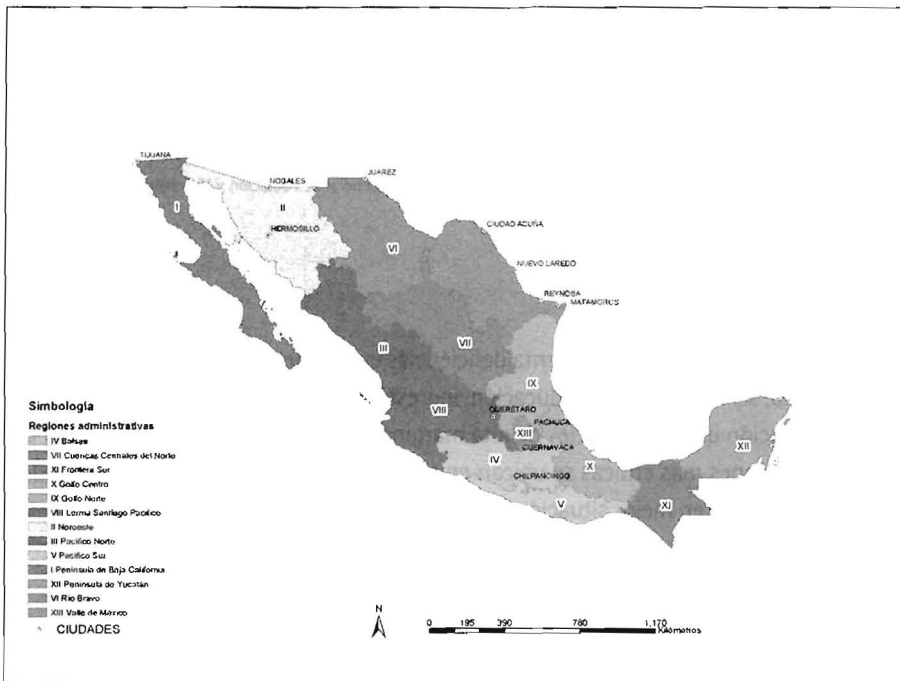 TIJUANA
NOGALES
JUAREZ
I
II
HERMOSILLO
CIUDAD ACUÑA
VI
NUEVO LAREDO
REYNOSA
MATAMOROS
III
VII
IX
VIII
QUERETARO
PACHUCA
XIII
CUERNAVACA
XII
IV
X
CHILPANCINGO
V
XI
Simbología
Regiones administrativas
IV Balsas
VII Cuencas Centrales del Norte
XI Frontera Sur
X Golfo Centro
IX Golfo Norte
VIII Lerma Santiago Pacífico
II Noroeste
III Pacífico Norte
V Pacífico Sur
I Península de Baja California
XII Península de Yucatán
VI Río Bravo
XIII Valle de México
CIUDADES
N
0 195 390 780 1,170
Kilómetros